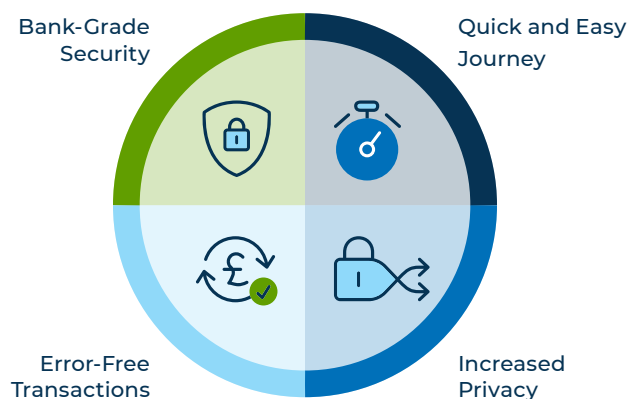 Bank-Grade
Security
Quick and Easy
Journey
£
Error-Free
Transactions
Increased
Privacy